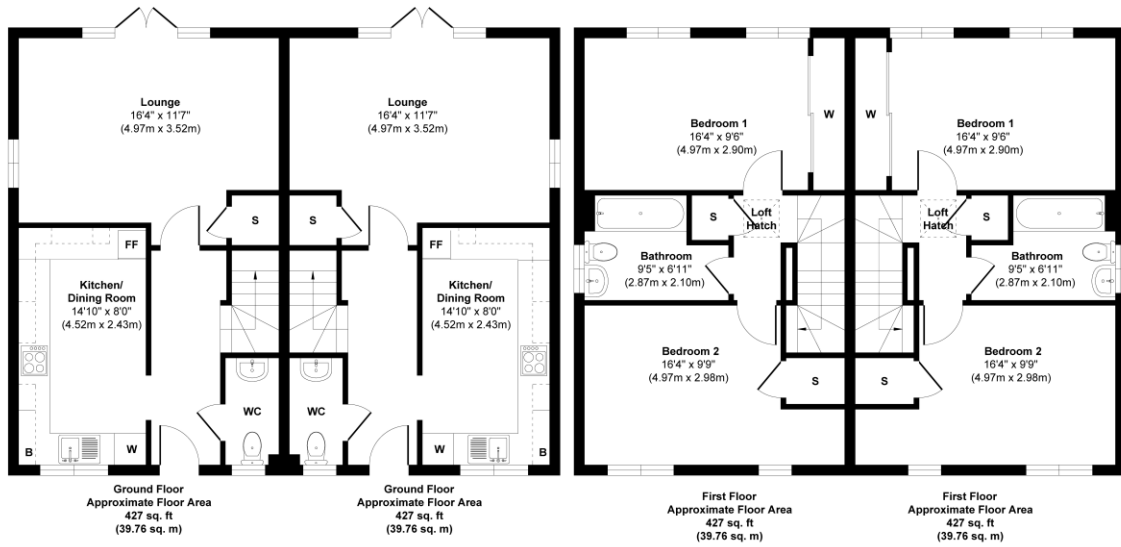 Lounge
16'4" x 11'7"
(4.97m x 3.52m)
S
FF
Kitchen/
Dining Room
14'10" x 8'0"
(4.52m x 2.43m)
WC
B
W
Ground Floor
Approximate Floor Area
427 sq. ft
(39.76 sq. m)
Lounge
16'4" x 11'7"
(4.97m x 3.52m)
S
FF
Kitchen/
Dining Room
14'10" x 8'0"
(4.52m x 2.43m)
WC
W
B
Ground Floor
Approximate Floor Area
427 sq. ft
(39.76 sq. m)
Bedroom 1
16'4" x 9'6"
(4.97m x 2.90m)
W
S
Loft
Hatch
Bathroom
9'5" x 6'11"
(2.87m x 2.10m)
Bedroom 2
16'4" x 9'9"
(4.97m x 2.98m)
S
First Floor
Approximate Floor Area
427 sq. ft
(39.76 sq. m)
W
Bedroom 1
16'4" x 9'6"
(4.97m x 2.90m)
Loft
Hatch
S
Bathroom
9'5" x 6'11"
(2.87m x 2.10m)
Bedroom 2
16'4" x 9'9"
(4.97m x 2.98m)
S
First Floor
Approximate Floor Area
427 sq. ft
(39.76 sq. m)